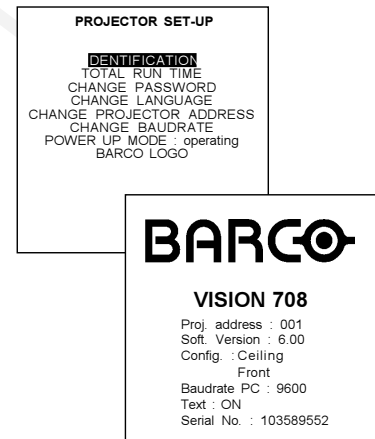 PROJECTOR SET-UP
DENTIFICATION
TOTAL RUN TIME
CHANGE PASSWORD
CHANGE LANGUAGE
CHANGE PROJECTOR ADDRESS
CHANGE BAUDRATE
POWER UP MODE : operating
BARCO LOGO
BARCO
VISION 708
Proj. address : 001
Soft. Version : 6.00
Config. : Ceiling
Front
Baudrate PC : 9600
Text : ON
Serial No. : 103589552